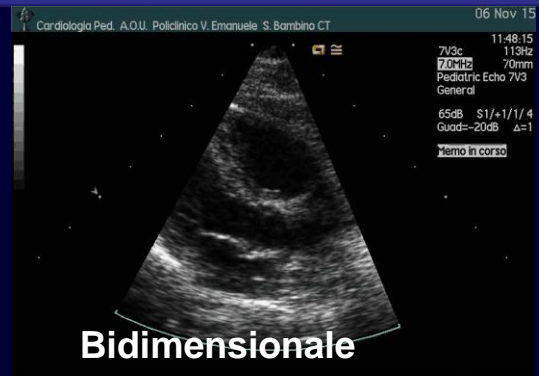 06 Nov 15
Cardiologia Ped. A.O.U. Policlinico V. Emanuele S. Bambino CT
11:48:15
7V3c 113Hz
7.0MHz 70mm
Pediatric Echo 7V3
General
65dB S1/+1/1/4
Guad=-20dB Δ=1
Memo in corso
Bidimensionale